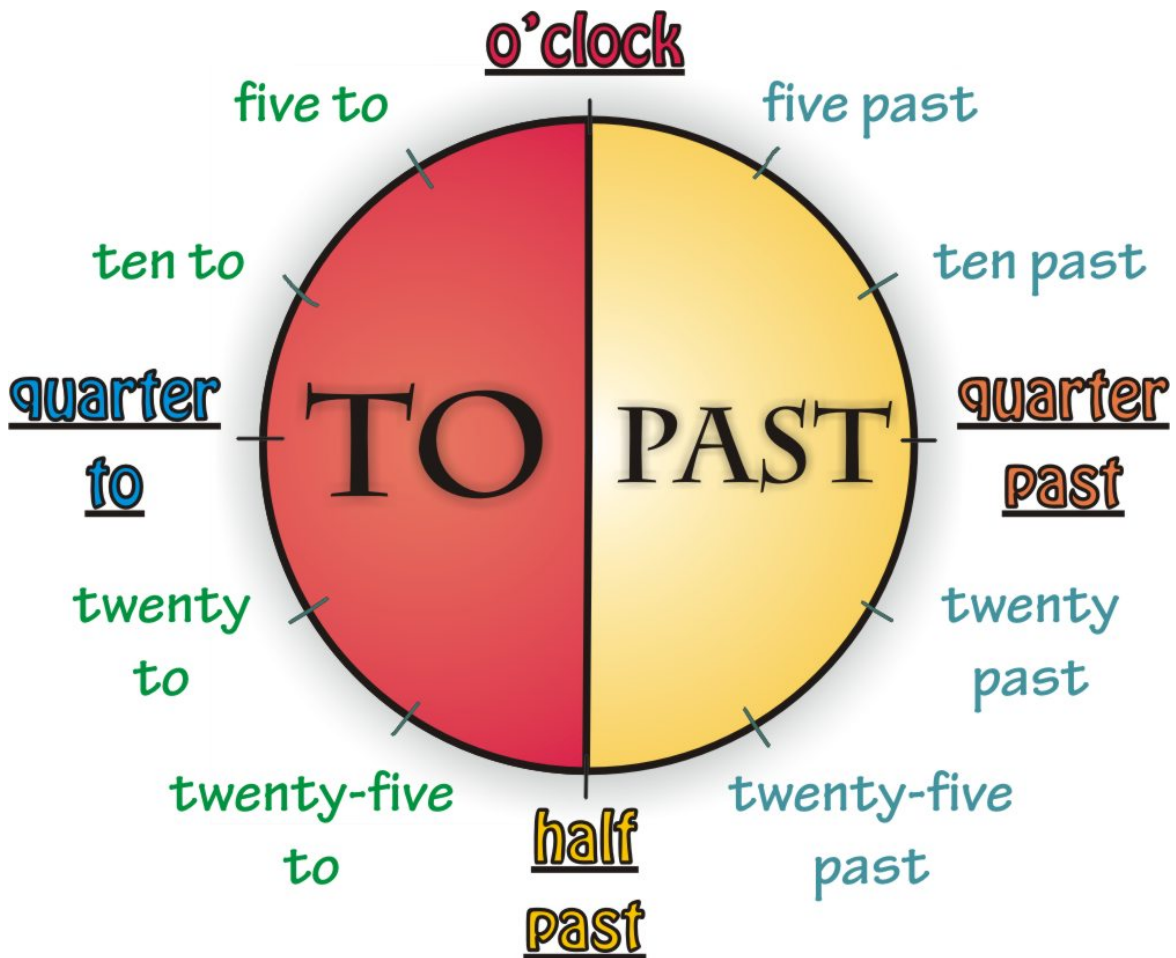 o'clock
five to
five past
ten to
ten past
quarter
to
TO
PAST
quarter
past
twenty
to
twenty
past
twenty-five
to
twenty-five
past
half
past